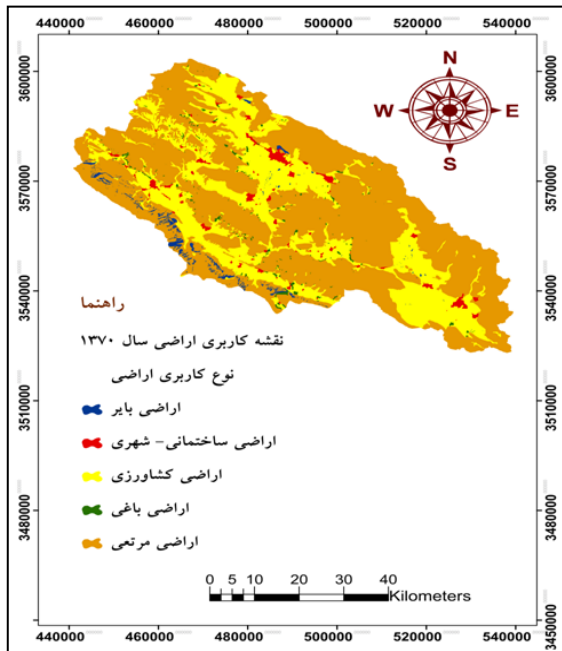 440000 460000 480000 500000 520000 540000
3600000
3570000
3540000
3510000
3480000
3450000
N
W E
S
3600000
3570000
3540000
3510000
3480000
3450000
راهنما
نقشه کاربری اراضی سال ۱۳۷۰
نوع کاربری اراضی
اراضی بایر
اراضی ساختمانی- شهری
اراضی کشاورزی
اراضی باغی
اراضی مرتعی
0 5 10 20 30 40
Kilometers
440000 460000 480000 500000 520000 540000